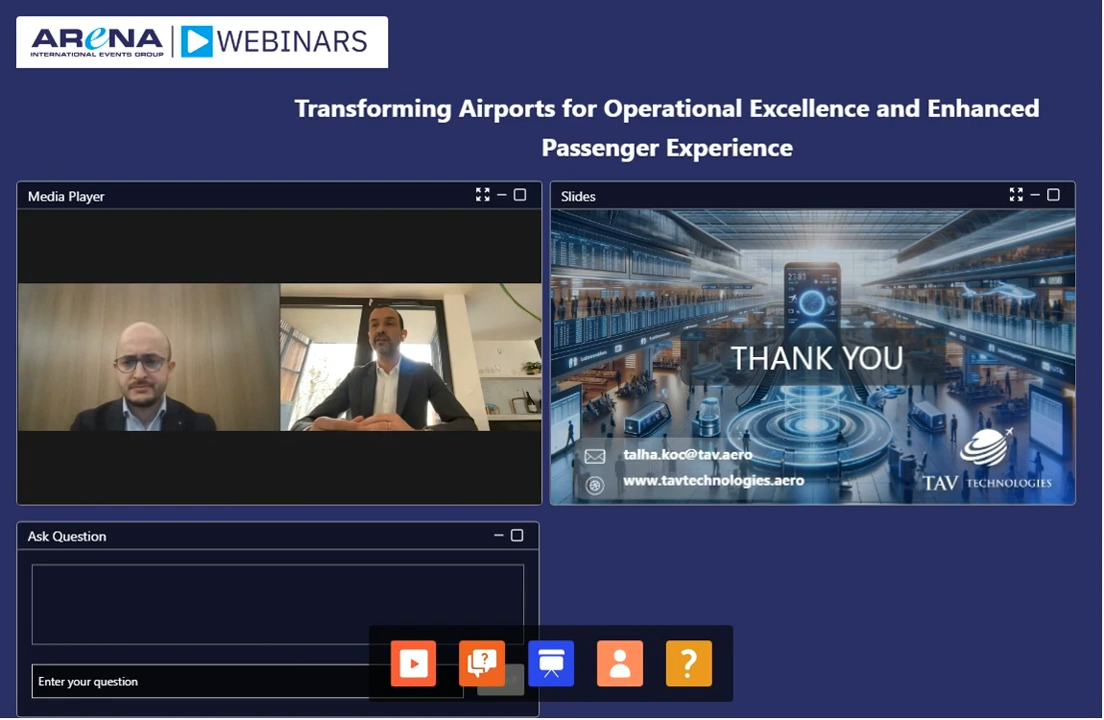 ARENA
INTERNATIONAL EVENTS GROUP
WEBINARS
Transforming Airports for Operational Excellence and Enhanced
Passenger Experience
Media Player
Slides
THANK YOU
talha.koc@tav.aero
www.tavtechnologies.aero
TAV TECHNOLOGIES
Ask Question
Enter your question